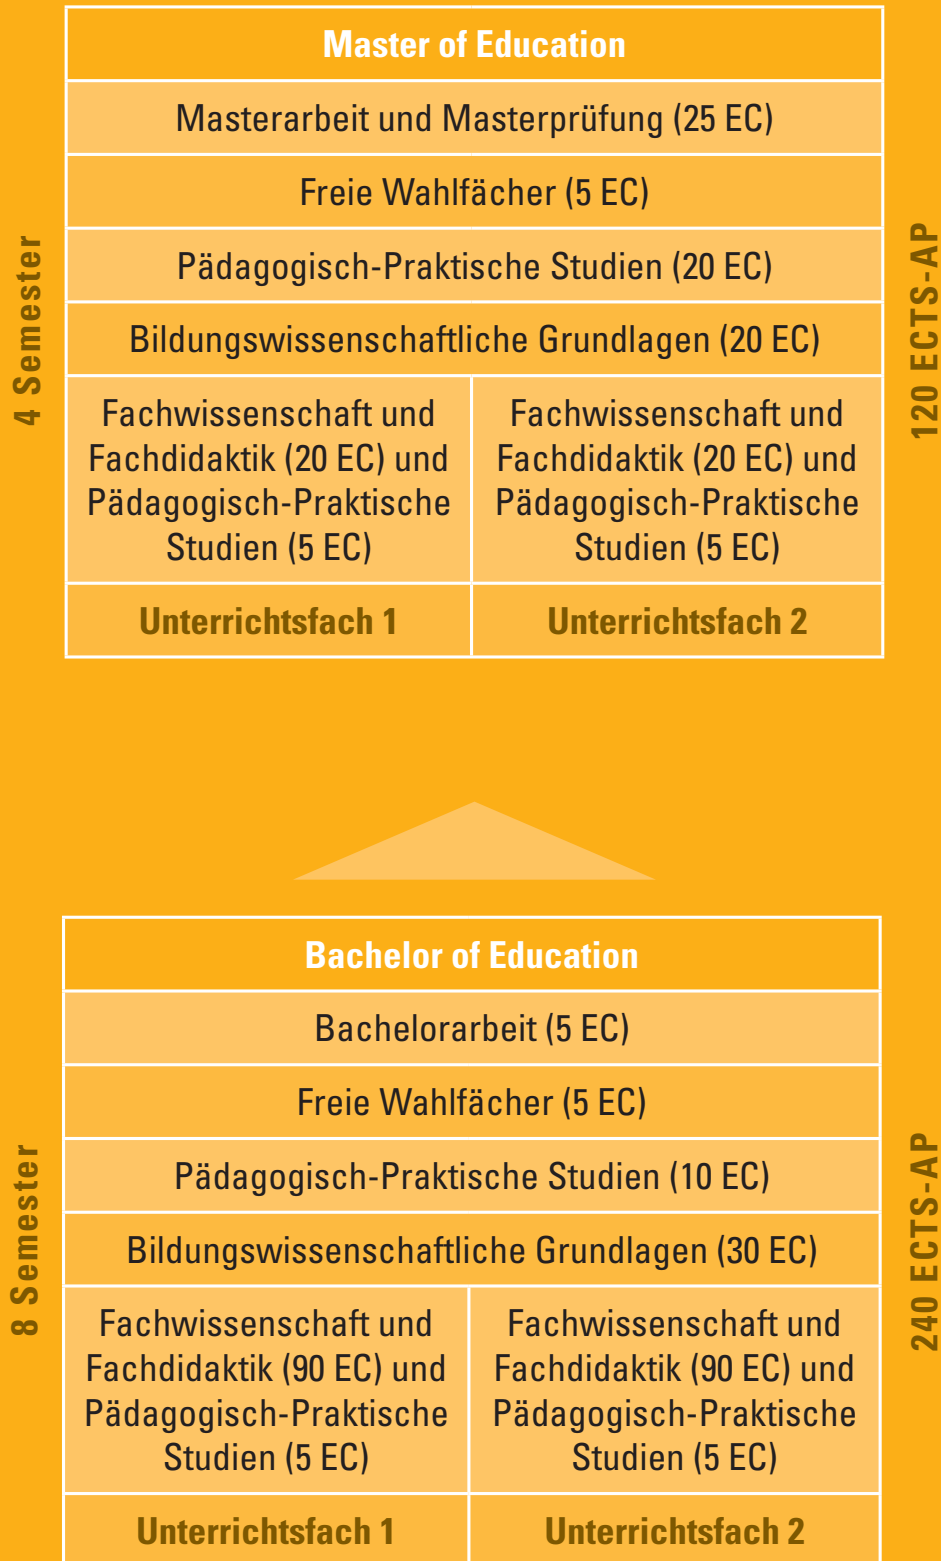 Master of Education
Masterarbeit und Masterprüfung (25 EC)
Freie Wahlfächer (5 EC)
Pädagogisch-Praktische Studien (20 EC)
Bildungswissenschaftliche Grundlagen (20 EC)
Fachwissenschaft und
Fachdidaktik (20 EC) und
Pädagogisch-Praktische
Studien (5 EC)
Fachwissenschaft und
Fachdidaktik (20 EC) und
Pädagogisch-Praktische
Studien (5 EC)
Unterrichtsfach 1
Unterrichtsfach 2
4 Semester
120 ECTS-AP
Bachelor of Education
Bachelorarbeit (5 EC)
Freie Wahlfächer (5 EC)
Pädagogisch-Praktische Studien (10 EC)
Bildungswissenschaftliche Grundlagen (30 EC)
Fachwissenschaft und
Fachdidaktik (90 EC) und
Pädagogisch-Praktische
Studien (5 EC)
Fachwissenschaft und
Fachdidaktik (90 EC) und
Pädagogisch-Praktische
Studien (5 EC)
Unterrichtsfach 1
Unterrichtsfach 2
8 Semester
240 ECTS-AP